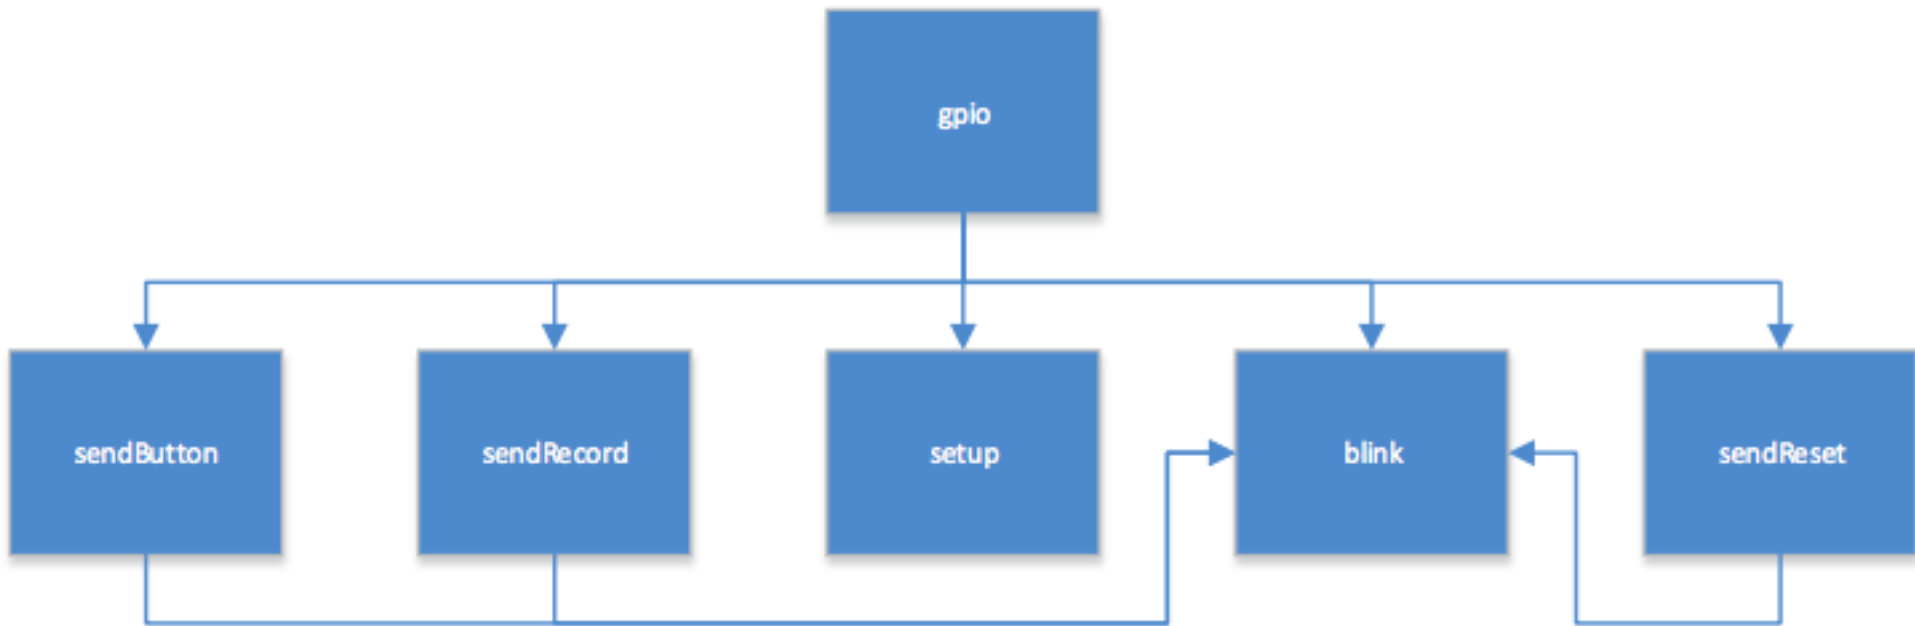 gpio
sendButton
sendRecord
setup
blink
sendReset